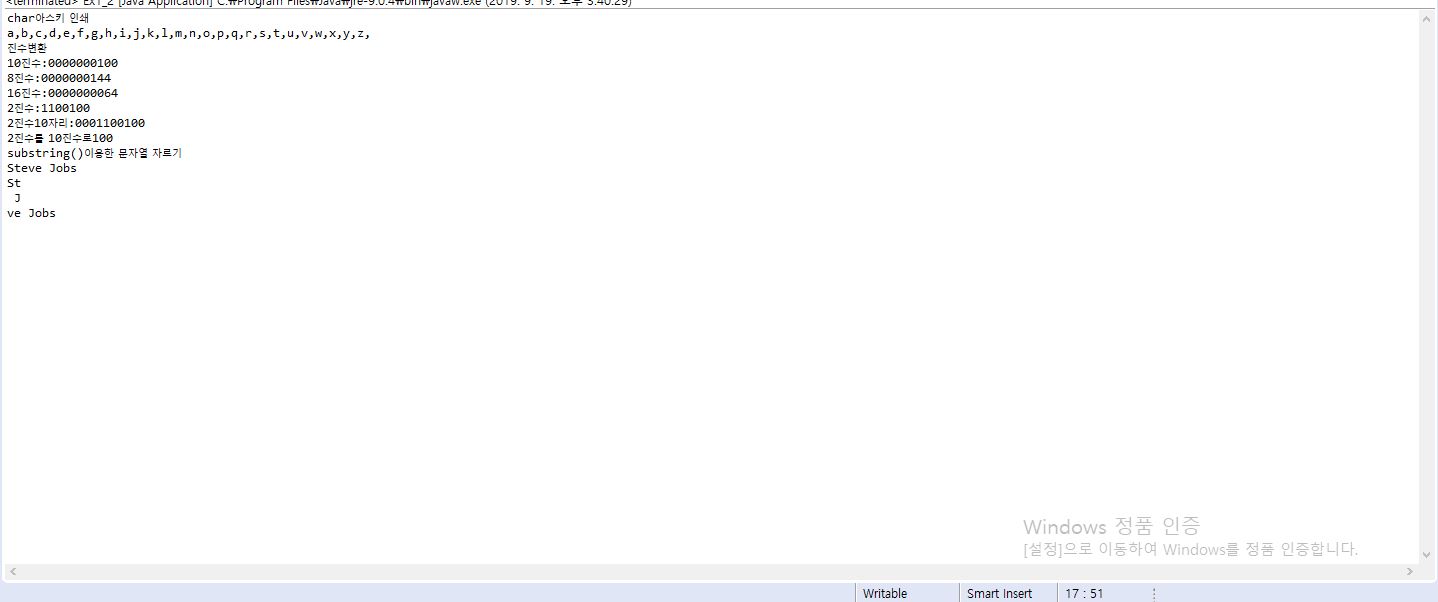 <terminated> Ex1_2 [Java Application] C:₩Program Files₩Java₩jre-9.0.4₩bin₩javaw.exe (2019. 9. 19. 오후 3:40:29)
char아스키 인쇄
a,b,c,d,e,f,g,h,i,j,k,l,m,n,o,p,q,r,s,t,u,v,w,x,y,z,
진수변환
10진수:0000000100
8진수:0000000144
16진수:0000000064
2진수:1100100
2진수10자리:0001100100
2진수를 10진수로100
substring()이용한 문자열 자르기
Steve Jobs
St
 J
ve Jobs
Windows 정품 인증
[설정]으로 이동하여 Windows를 정품 인증합니다.
Writable Smart Insert 17 : 51